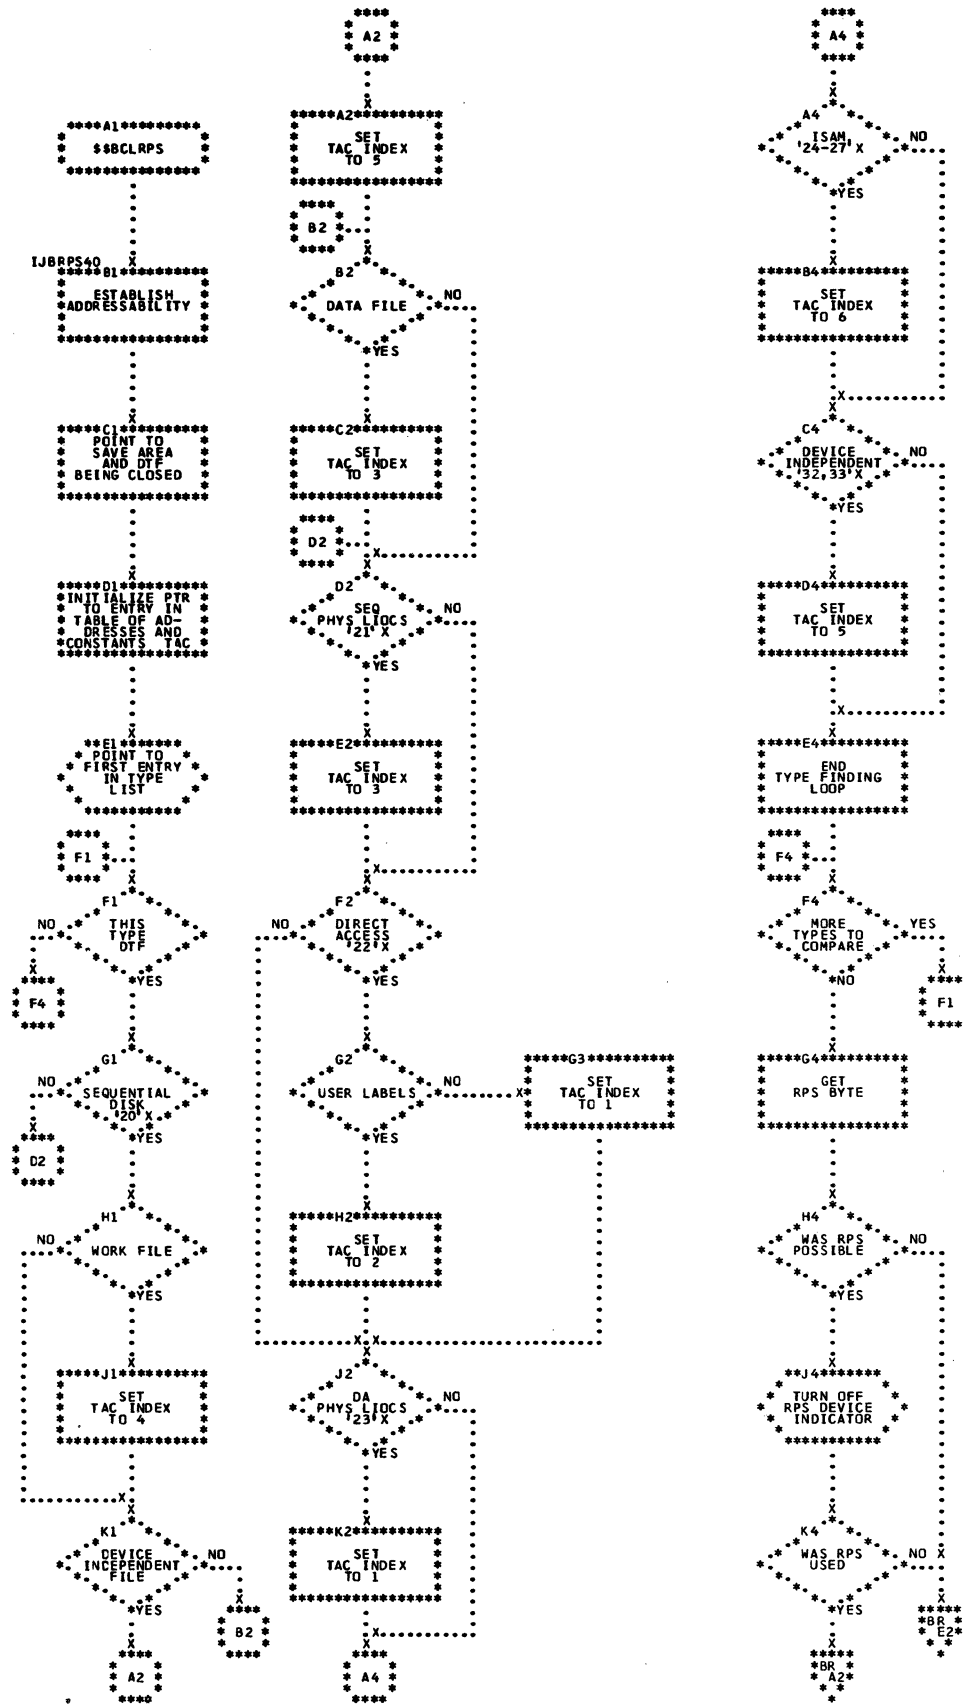 A2
A4
A1
$$BCLRPS
A2
SET
TAC INDEX
TO 5
A4
ISAM
'24-27'X
NO
YES
B2
IJBRPS40
B1
ESTABLISH
ADDRESSABILITY
B2
DATA FILE
NO
YES
B4
SET
TAC INDEX
TO 6
C1
POINT TO
SAVE AREA
AND DTF
BEING CLOSED
C2
SET
TAC INDEX
TO 3
C4
DEVICE
INDEPENDENT
'32,33'X
NO
YES
D2
D1
INITIALIZE PTR
TO ENTRY IN
TABLE OF AD-
DRESSES AND
CONSTANTS TAC
D2
SEQ
PHYS LIOCS
'21'X
NO
YES
D4
SET
TAC INDEX
TO 5
E1
POINT TO
FIRST ENTRY
IN TYPE
LIST
E2
SET
TAC INDEX
TO 3
E4
END
TYPE FINDING
LOOP
F1
F4
F1
THIS
TYPE
DTF
NO
YES
F2
DIRECT
ACCESS
'22'X
NO
YES
F4
MORE
TYPES TO
COMPARE
YES
NO
F4
F1
G1
SEQUENTIAL
DISK
'20'X
NO
YES
G2
USER LABELS
NO
YES
G3
SET
TAC INDEX
TO 1
G4
GET
RPS BYTE
D2
H1
WORK FILE
NO
YES
H2
SET
TAC INDEX
TO 2
H4
WAS RPS
POSSIBLE
NO
YES
J1
SET
TAC INDEX
TO 4
J2
DA
PHYS LIOCS
'23'X
NO
YES
J4
TURN OFF
RPS DEVICE
INDICATOR
K1
DEVICE
INDEPENDENT
FILE
NO
YES
K2
SET
TAC INDEX
TO 1
K4
WAS RPS
USED
NO
YES
B2
BR
E2
A2
A4
BR
A2